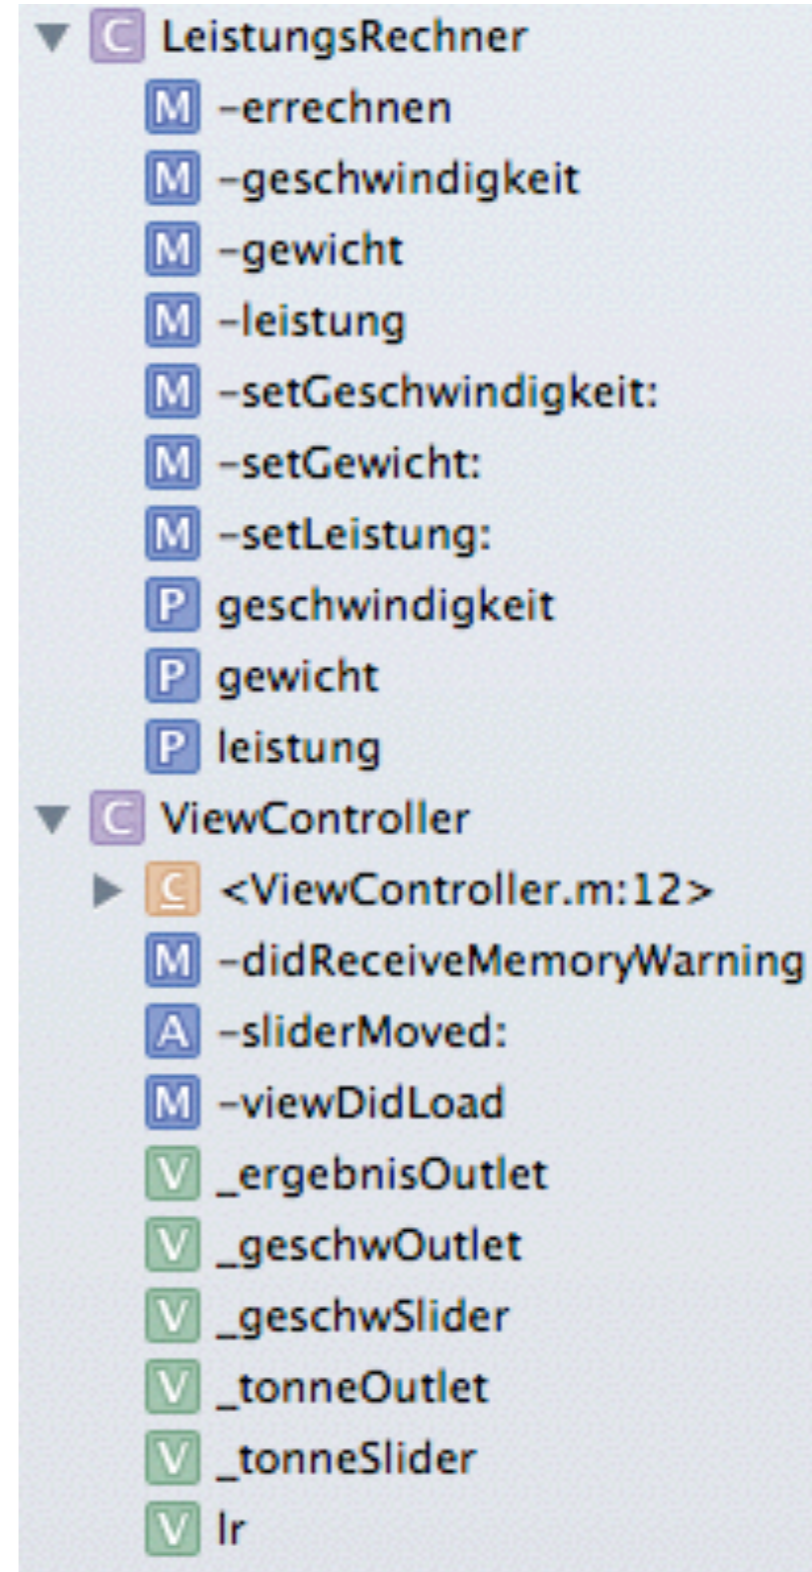 C LeistungsRechner
M -errechnen
M -geschwindigkeit
M -gewicht
M -leistung
M -setGeschwindigkeit:
M -setGewicht:
M -setLeistung:
P geschwindigkeit
P gewicht
P leistung
C ViewController
C <ViewController.m:12>
M -didReceiveMemoryWarning
A -sliderMoved:
M -viewDidLoad
V _ergebnisOutlet
V _geschwOutlet
V _geschwSlider
V _tonneOutlet
V _tonneSlider
V lr